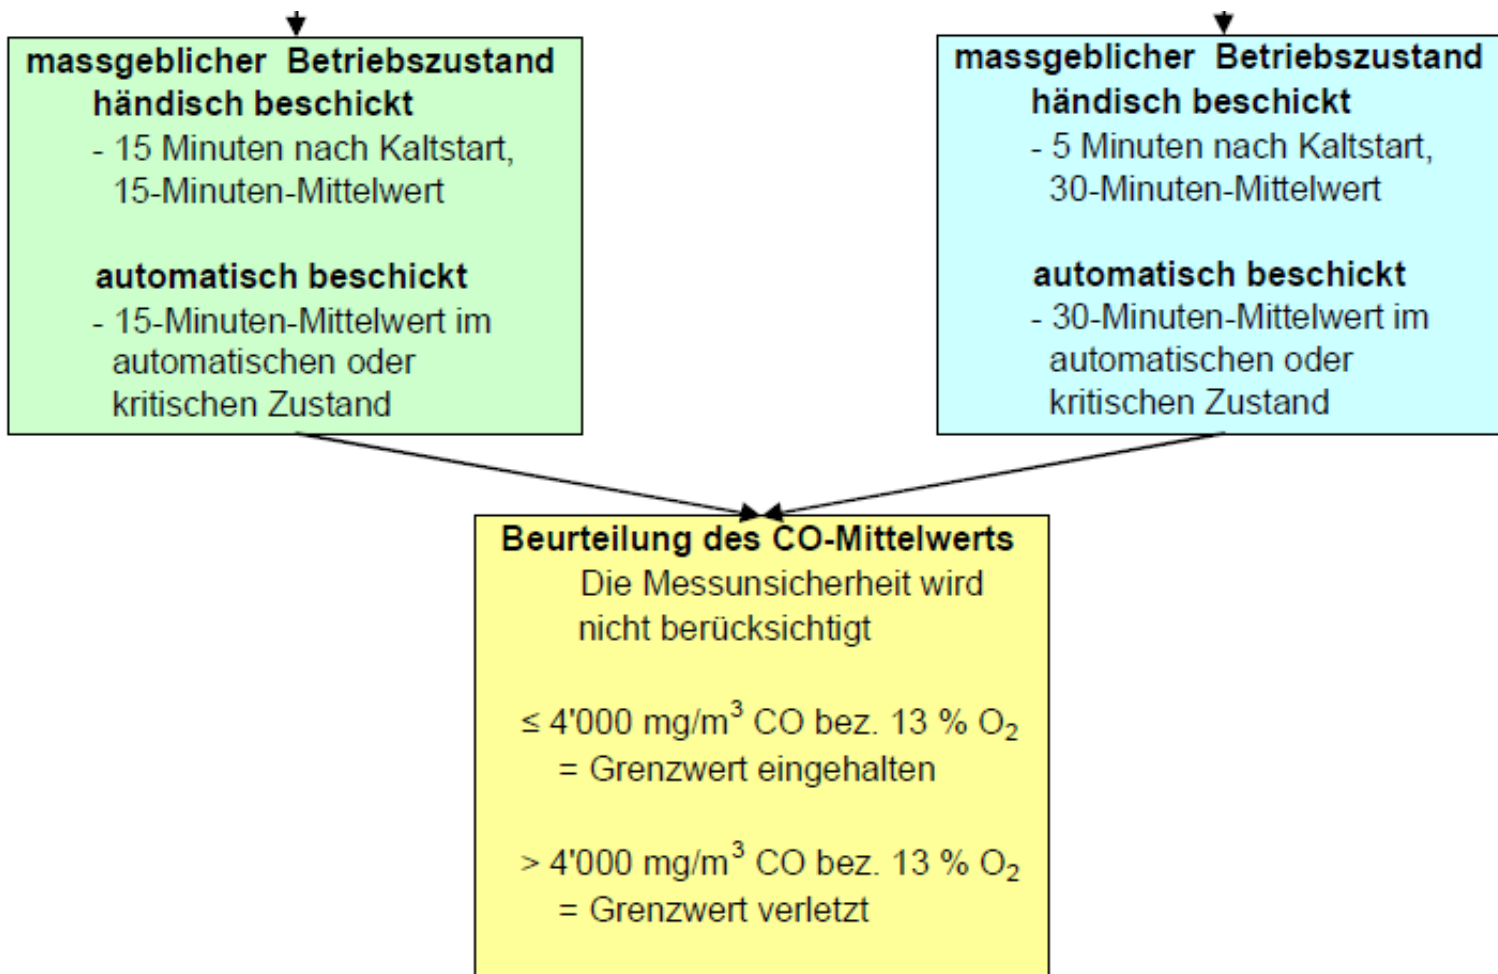 massgeblicher Betriebszustand
händisch beschickt
- 15 Minuten nach Kaltstart,
15-Minuten-Mittelwert
automatisch beschickt
- 15-Minuten-Mittelwert im
automatischen oder
kritischen Zustand
massgeblicher Betriebszustand
händisch beschickt
- 5 Minuten nach Kaltstart,
30-Minuten-Mittelwert
automatisch beschickt
- 30-Minuten-Mittelwert im
automatischen oder
kritischen Zustand
Beurteilung des CO-Mittelwerts
Die Messunsicherheit wird
nicht berücksichtigt
≤ 4'000 mg/m³ CO bez. 13 % O₂
= Grenzwert eingehalten
> 4'000 mg/m³ CO bez. 13 % O₂
= Grenzwert verletzt